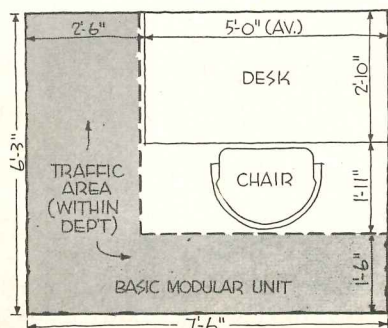 2'-6"
5'-0" (AV.)
DESK
2'-10"
6'-3"
TRAFFIC
AREA
(WITHIN
DEPT)
CHAIR
1'-11"
BASIC MODULAR UNIT
1'-6"
7'-6"